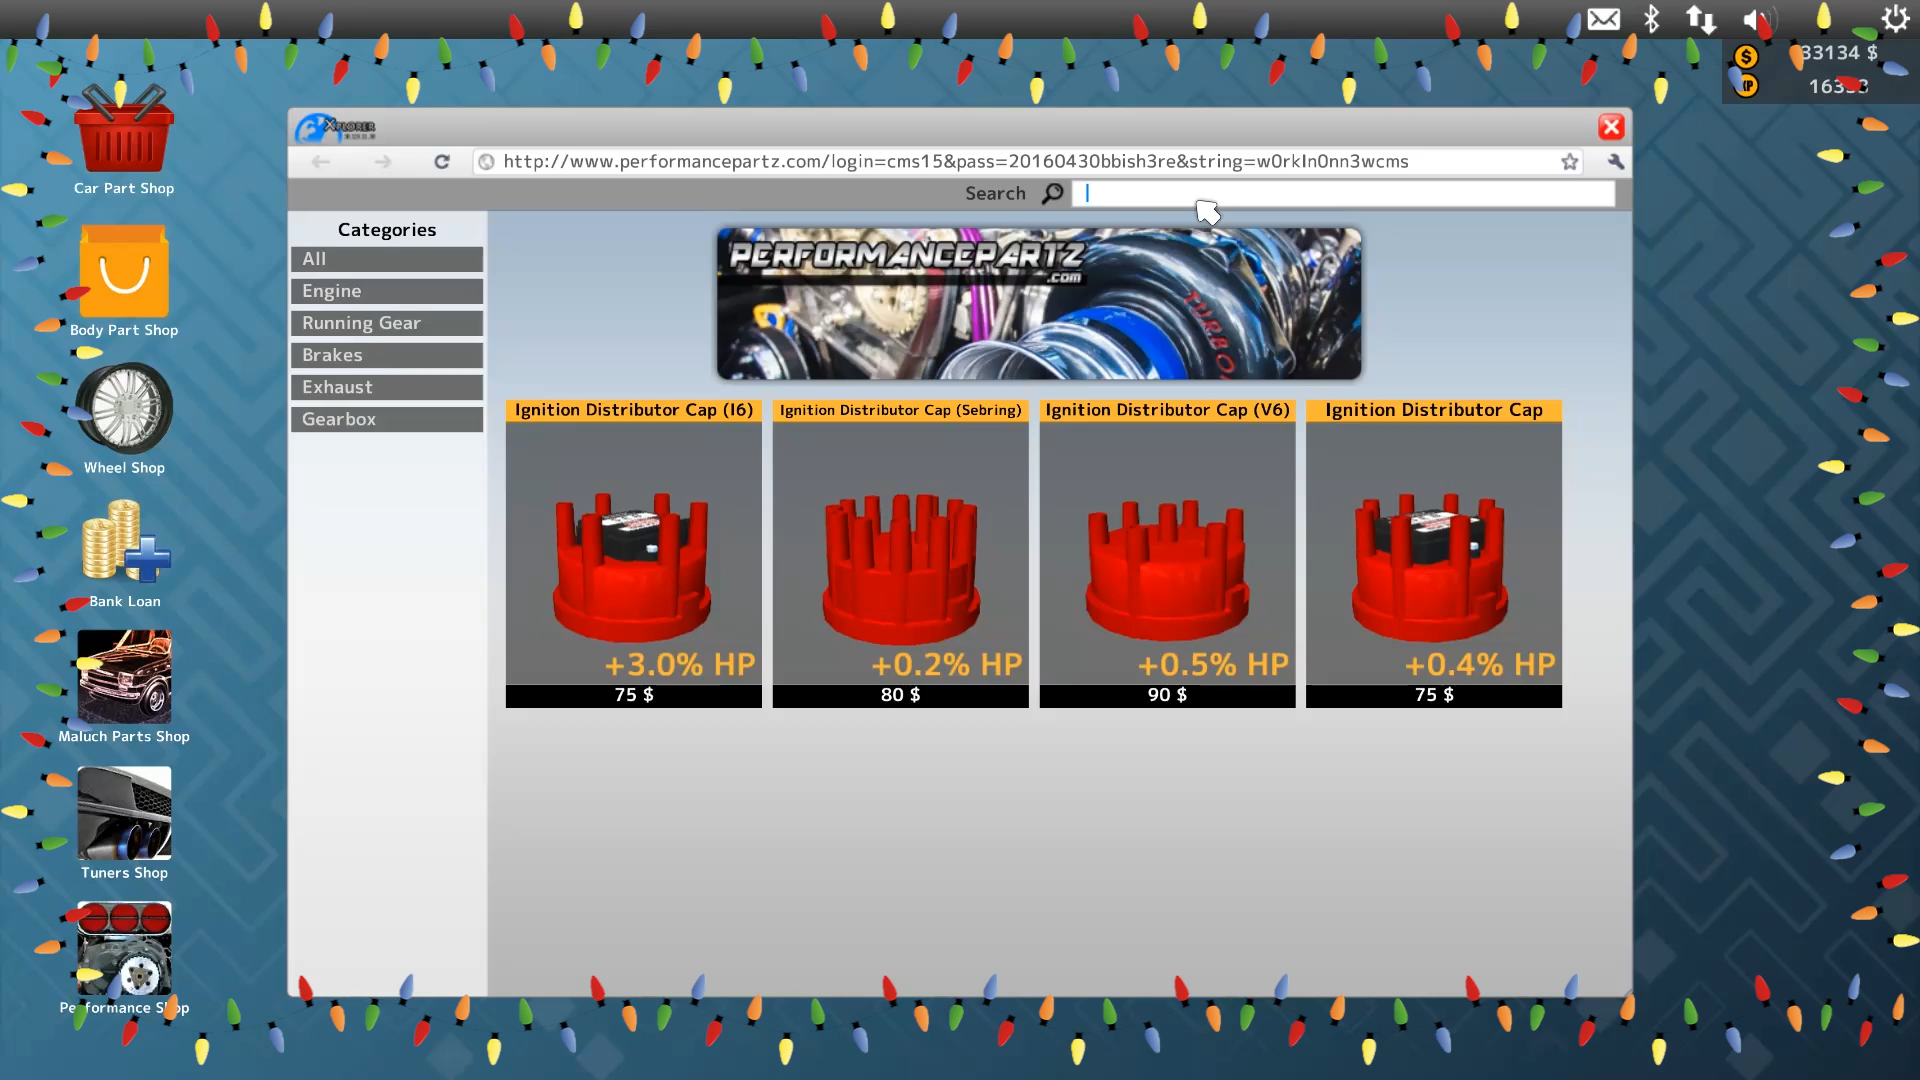 33134 $
XPLORER
http://www.performancepartz.com/login=cms15&pass=20160430bbish3re&string=w0rkIn0nn3wcms
Search
Categories
All
Engine
Running Gear
Brakes
Exhaust
Gearbox
PERFORMANCEPARTZ
.com
TURBO
Ignition Distributor Cap (I6)
+3.0% HP
75 $
Ignition Distributor Cap (Sebring)
+0.2% HP
80 $
Ignition Distributor Cap (V6)
+0.5% HP
90 $
Ignition Distributor Cap
+0.4% HP
75 $
Car Part Shop
Body Part Shop
Wheel Shop
Bank Loan
Maluch Parts Shop
Tuners Shop
Performance Shop